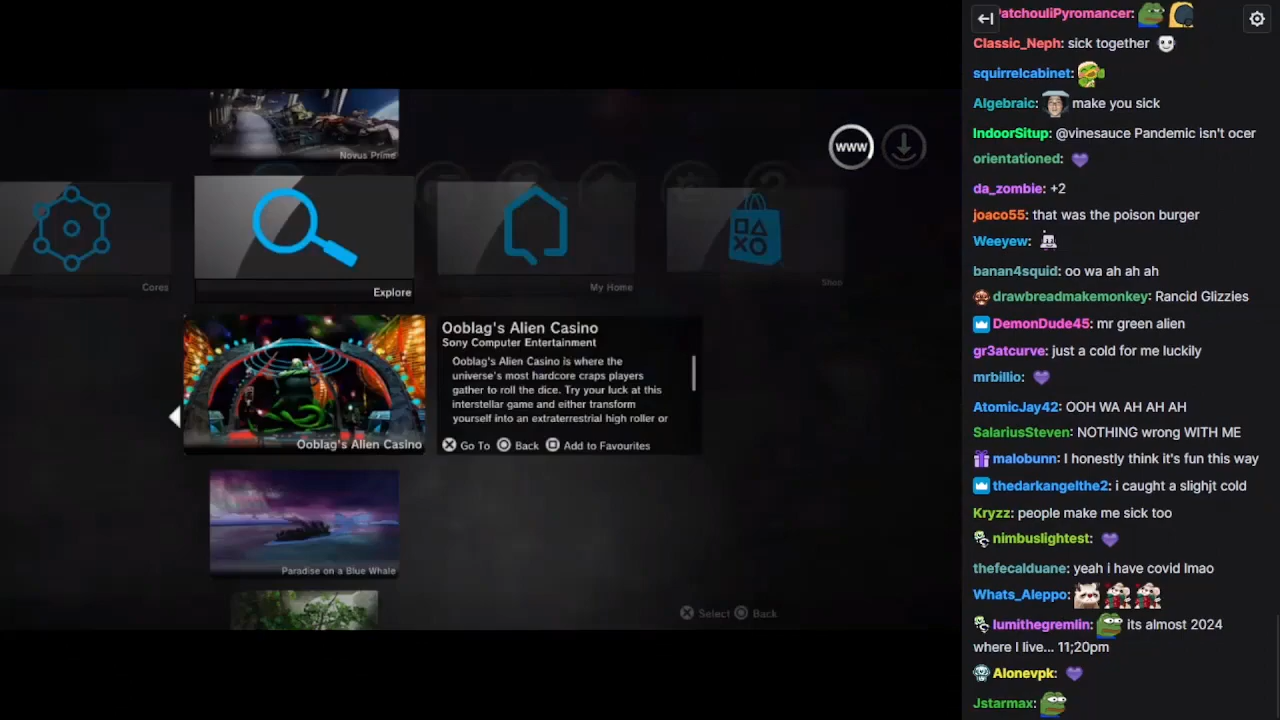 Novus Prime
WWW
Cores
Explore
My Home
Shop
Ooblag's Alien Casino
Ooblag's Alien Casino
Sony Computer Entertainment
Ooblag's Alien Casino is where the
universe's most hardcore craps players
gather to roll the dice. Try your luck at this
interstellar game and either transform
yourself into an extraterrestrial high roller or
Go To Back Add to Favourites
Paradise on a Blue Whale
Select Back
PatchouliPyromancer:
Classic_Neph: sick together
squirrelcabinet:
Algebraic: make you sick
IndoorSitup: @vinesauce Pandemic isn't ocer
orientationed:
da_zombie: +2
joaco55: that was the poison burger
Weeyew:
banan4squid: oo wa ah ah ah
drawbreadmakemonkey: Rancid Glizzies
DemonDude45: mr green alien
gr3atcurve: just a cold for me luckily
mrbillio:
AtomicJay42: OOH WA AH AH AH
SalariusSteven: NOTHING wrong WITH ME
malobunn: I honestly think it's fun this way
thedarkangelthe2: i caught a slighjt cold
Kryzz: people make me sick too
nimbuslightest:
thefecalduane: yeah i have covid lmao
Whats_Aleppo:
lumithegremlin: its almost 2024
where I live... 11;20pm
Alonevpk:
Jstarmax: